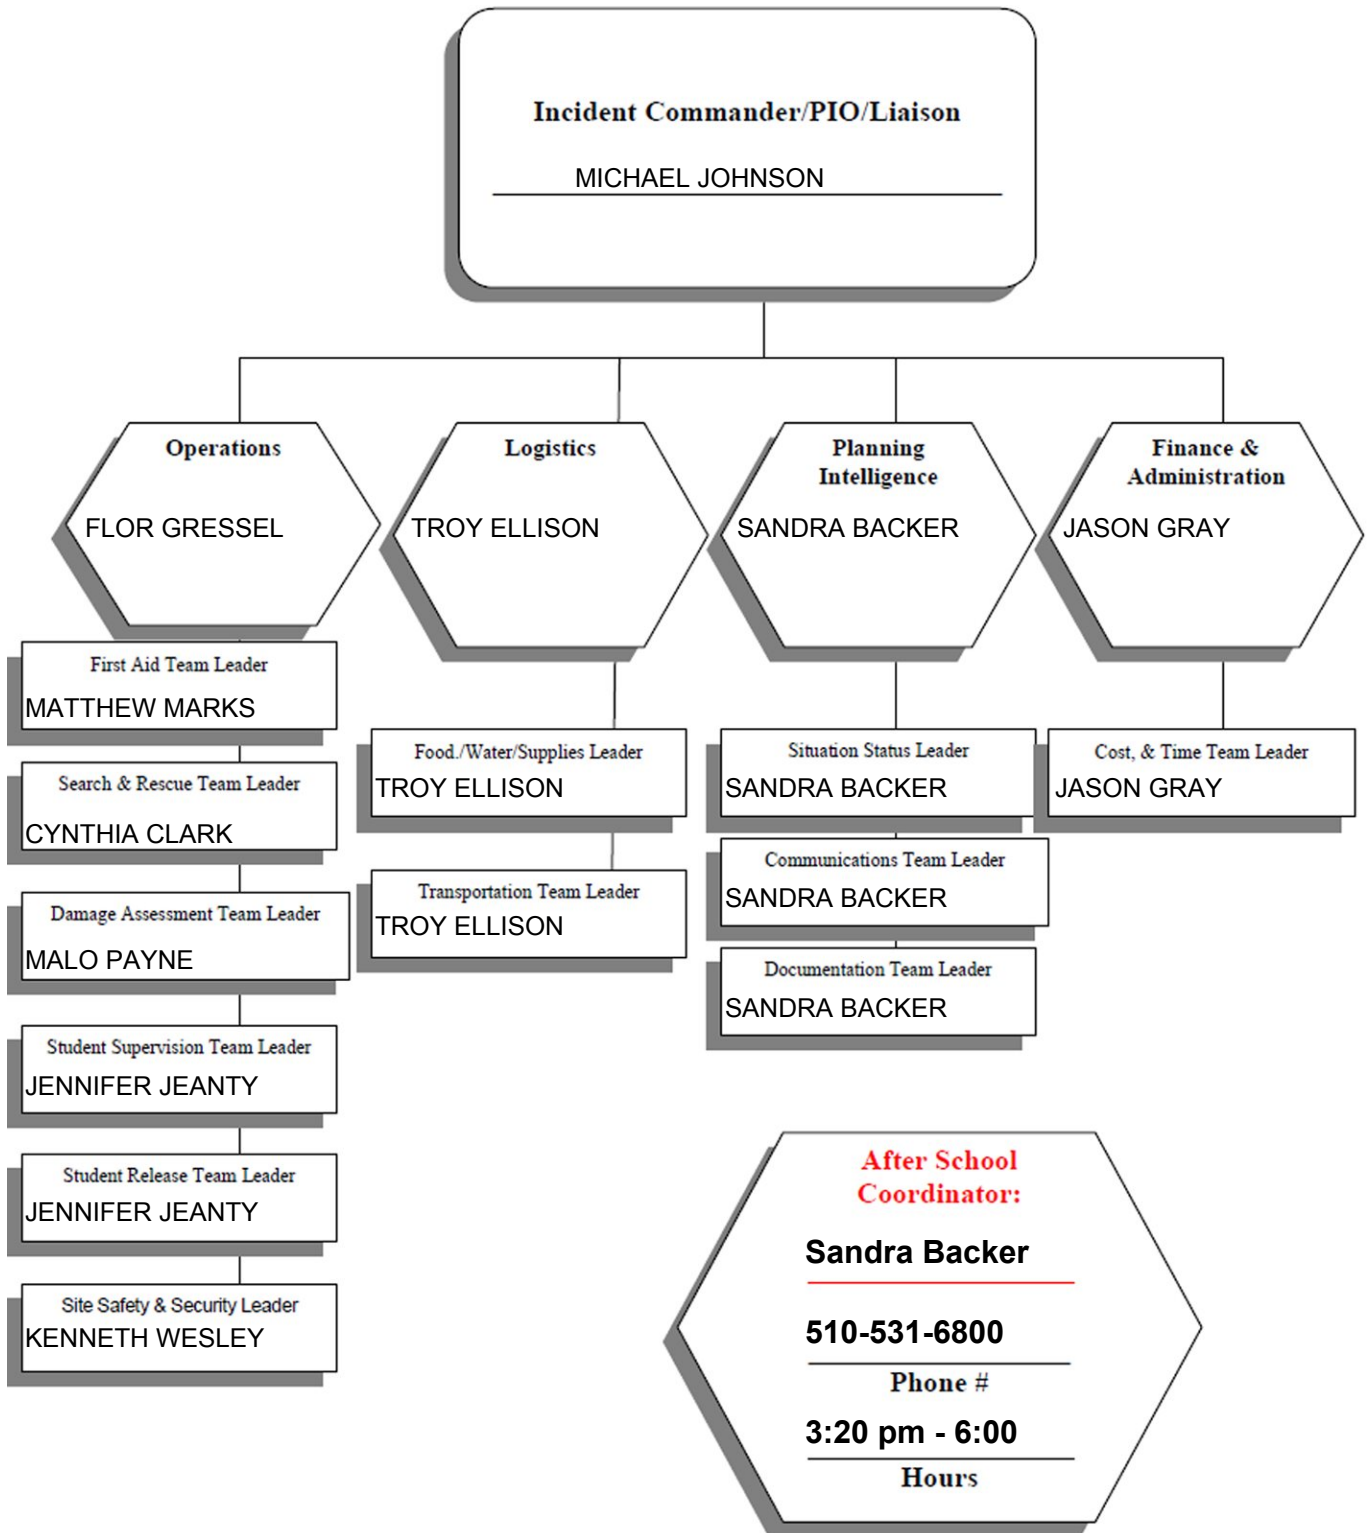 Incident Commander/PIO/Liaison
MICHAEL JOHNSON
Operations
FLOR GRESSEL
Logistics
TROY ELLISON
Planning
Intelligence
SANDRA BACKER
Finance &
Administration
JASON GRAY
First Aid Team Leader
MATTHEW MARKS
Search & Rescue Team Leader
CYNTHIA CLARK
Damage Assessment Team Leader
MALO PAYNE
Student Supervision Team Leader
JENNIFER JEANTY
Student Release Team Leader
JENNIFER JEANTY
Site Safety & Security Leader
KENNETH WESLEY
Food./Water/Supplies Leader
TROY ELLISON
Transportation Team Leader
TROY ELLISON
Situation Status Leader
SANDRA BACKER
Communications Team Leader
SANDRA BACKER
Documentation Team Leader
SANDRA BACKER
Cost, & Time Team Leader
JASON GRAY
After School
Coordinator:
Sandra Backer
510-531-6800
Phone #
3:20 pm - 6:00
Hours